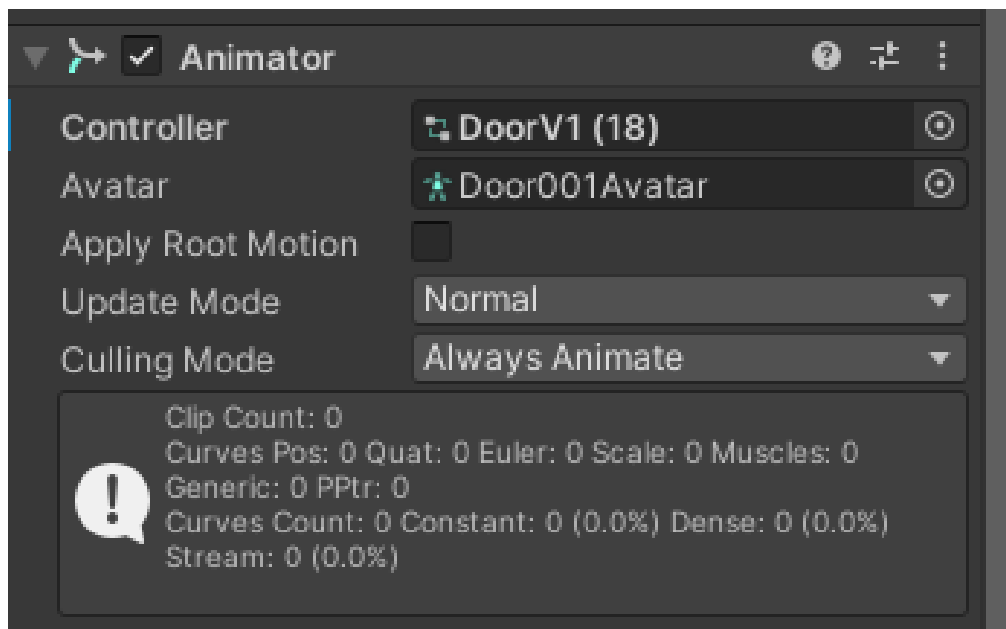 Animator
Controller DoorV1 (18)
Avatar Door001Avatar
Apply Root Motion
Update Mode Normal
Culling Mode Always Animate
Clip Count: 0
Curves Pos: 0 Quat: 0 Euler: 0 Scale: 0 Muscles: 0
Generic: 0 PPtr: 0
Curves Count: 0 Constant: 0 (0.0%) Dense: 0 (0.0%)
Stream: 0 (0.0%)